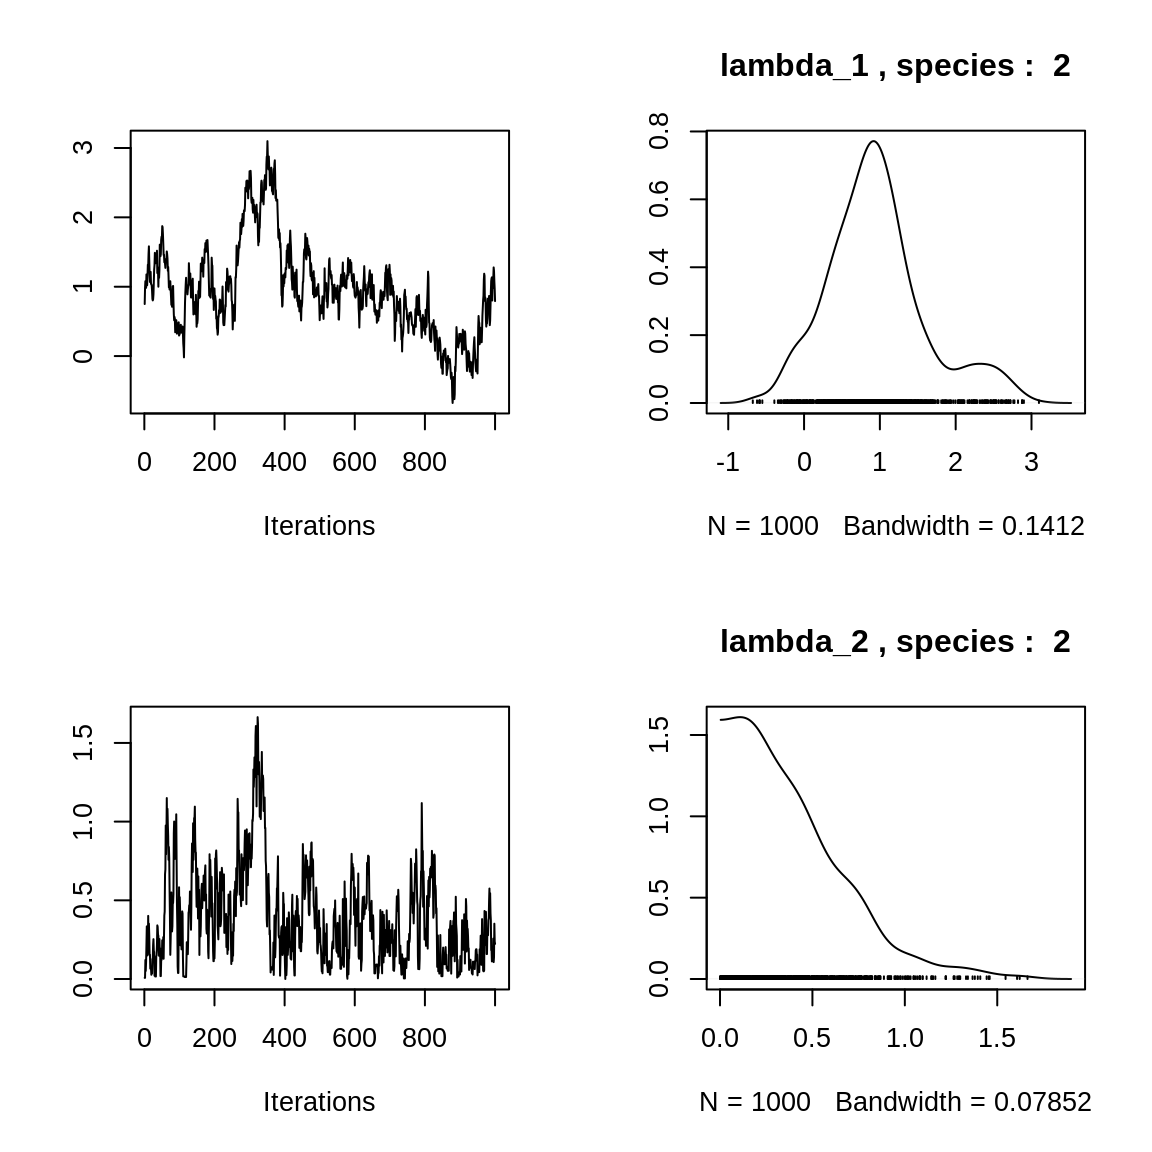 lambda_1 , species :  2
3
2
1
0
0 200 400 600 800
Iterations
0.8
0.6
0.4
0.2
0.0
-1 0 1 2 3
N = 1000   Bandwidth = 0.1412
lambda_2 , species :  2
1.5
1.0
0.5
0.0
0 200 400 600 800
Iterations
1.5
1.0
0.5
0.0
0.0 0.5 1.0 1.5
N = 1000   Bandwidth = 0.07852